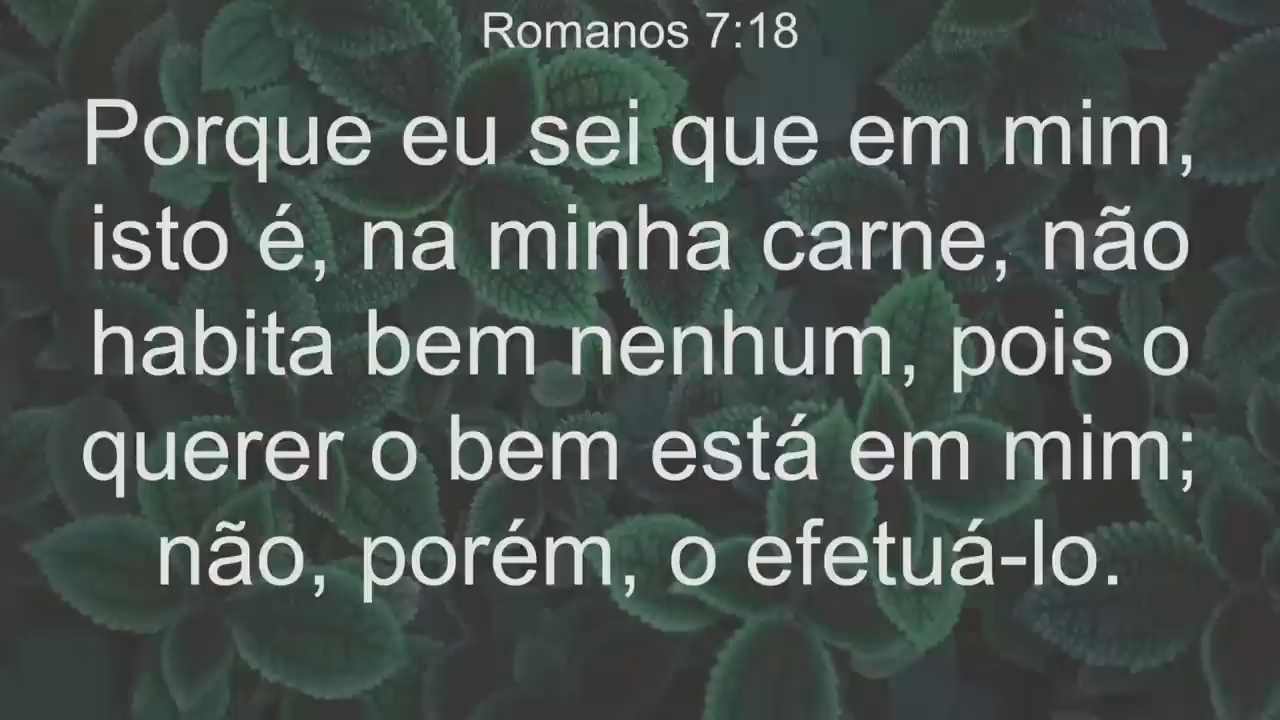 Romanos 7:18
Porque eu sei que em mim,
isto é, na minha carne, não
habita bem nenhum, pois o
querer o bem está em mim;
não, porém, o efetuá-lo.